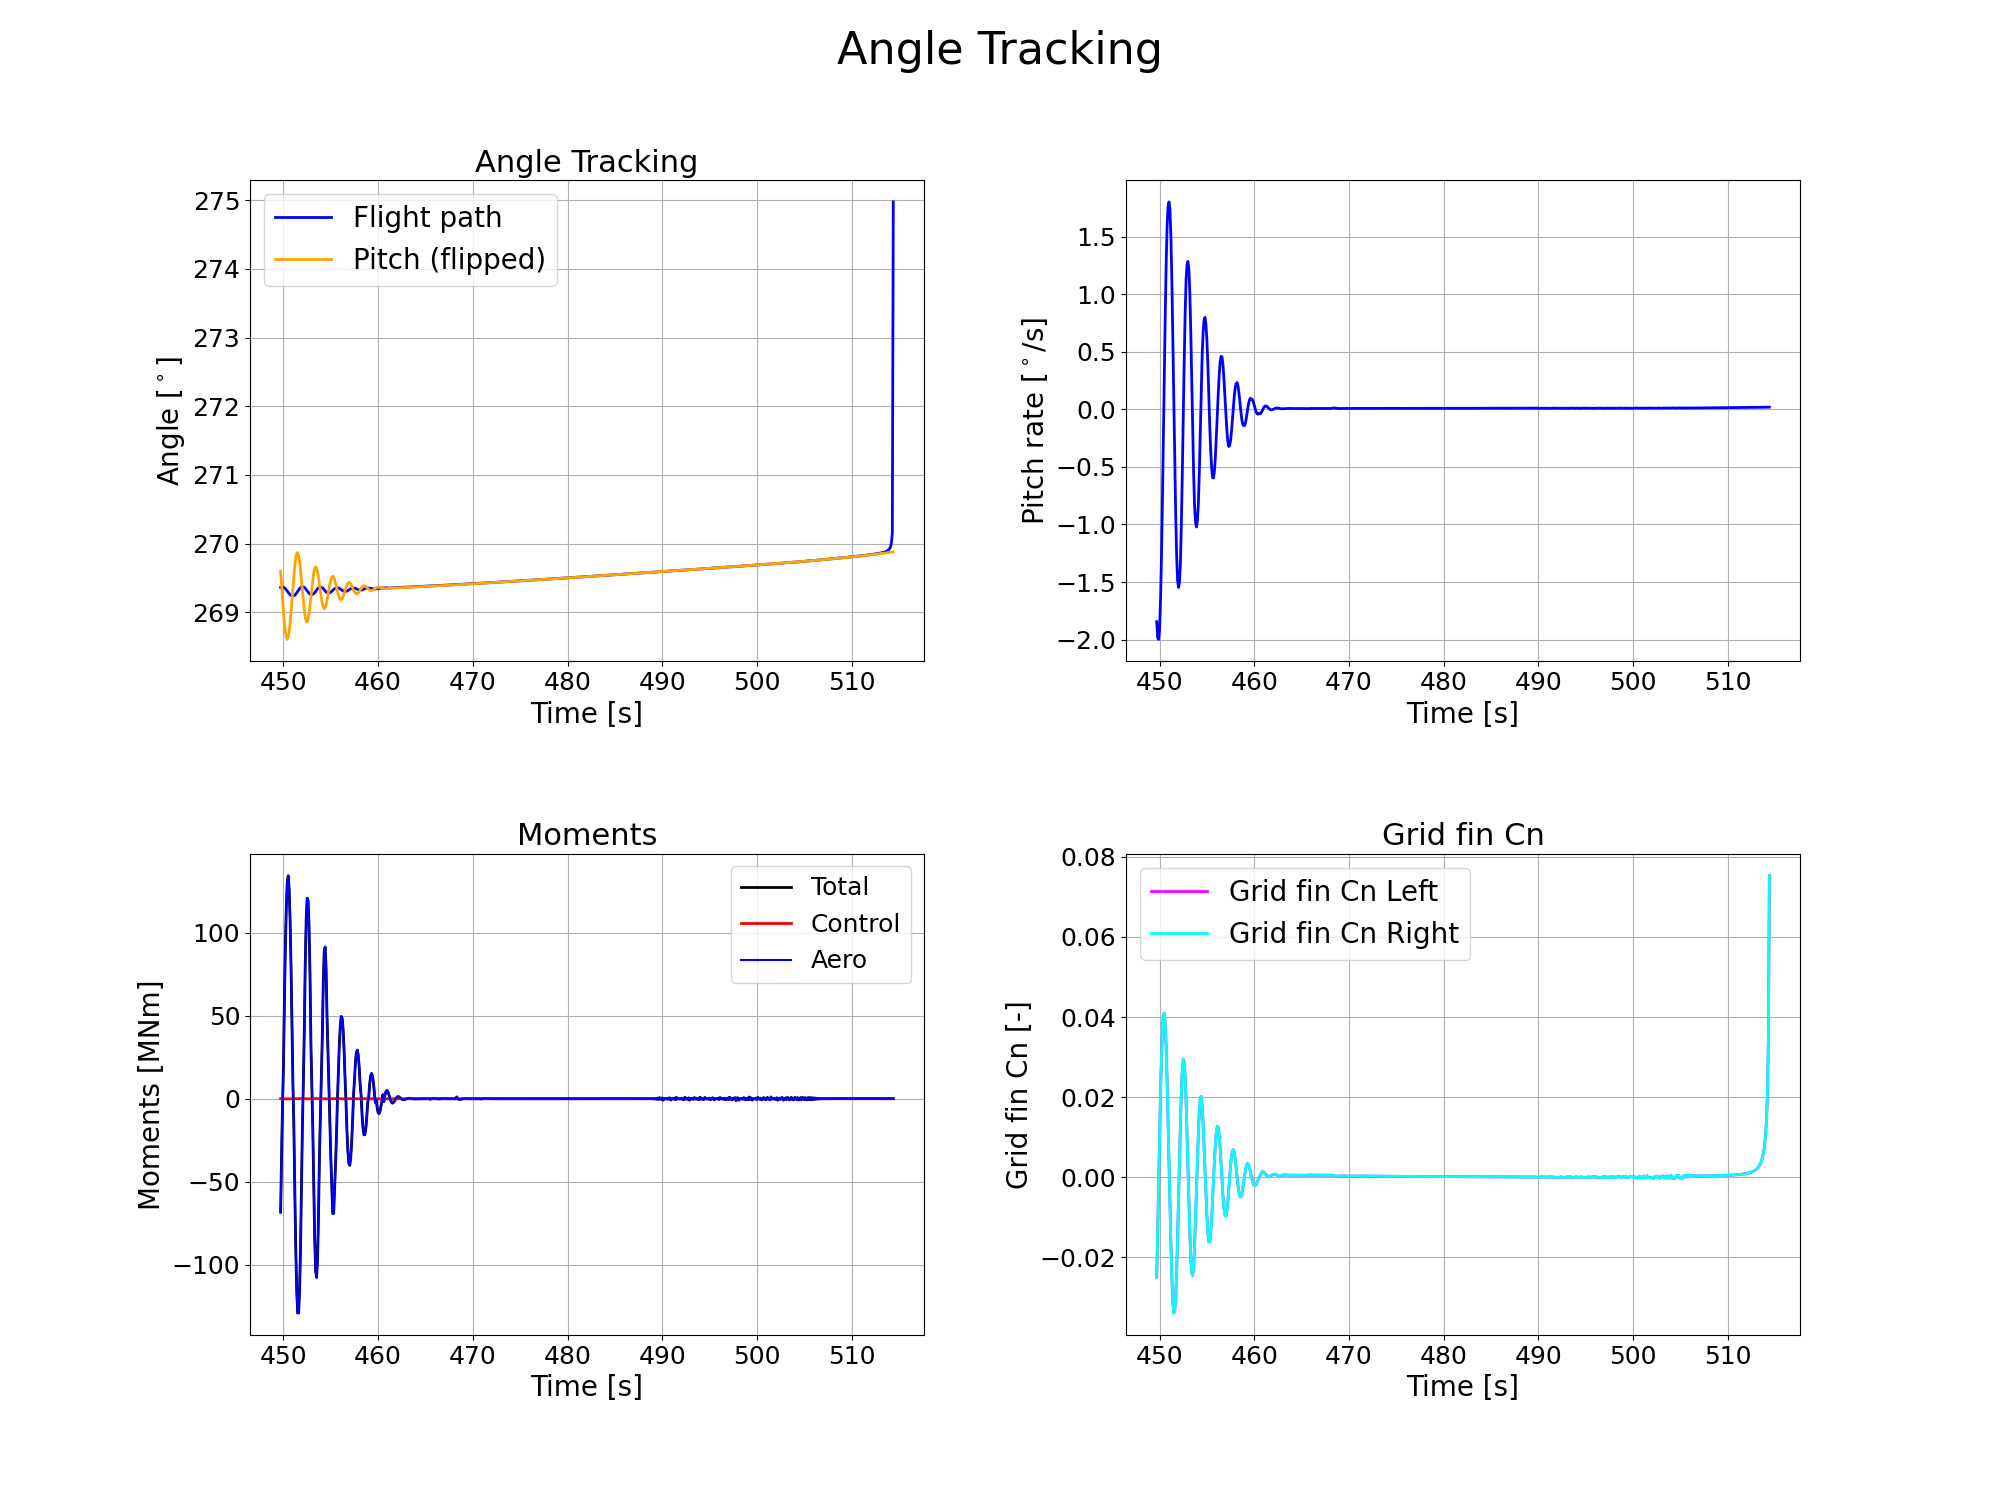 Angle Tracking
Angle Tracking
275
274
273
272
271
270
269
Angle [°]
Flight path
Pitch (flipped)
450 460 470 480 490 500 510
Time [s]
1.5
1.0
0.5
0.0
−0.5
−1.0
−1.5
−2.0
Pitch rate [°/s]
450 460 470 480 490 500 510
Time [s]
Moments
100
50
0
−50
−100
Moments [MNm]
Total
Control
Aero
450 460 470 480 490 500 510
Time [s]
Grid fin Cn
0.08
0.06
0.04
0.02
0.00
−0.02
Grid fin Cn [-]
Grid fin Cn Left
Grid fin Cn Right
450 460 470 480 490 500 510
Time [s]